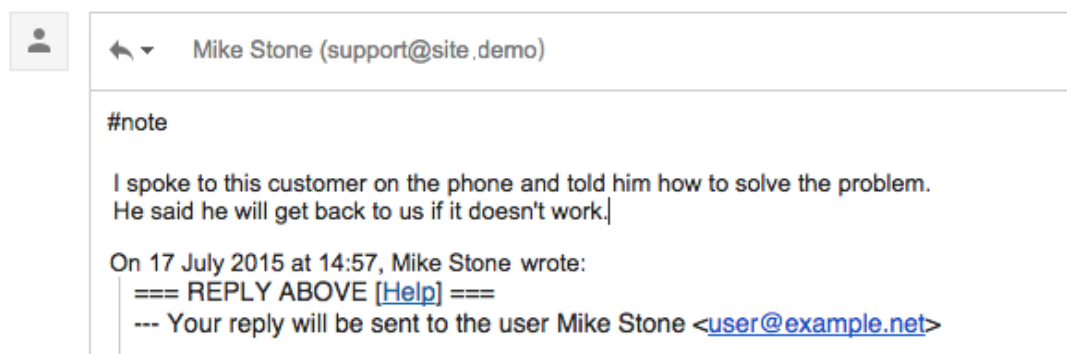 Mike Stone (support@site.demo)
#note
I spoke to this customer on the phone and told him how to solve the problem.
He said he will get back to us if it doesn't work.
On 17 July 2015 at 14:57, Mike Stone wrote:
=== REPLY ABOVE [Help] ===
--- Your reply will be sent to the user Mike Stone <user@example.net>